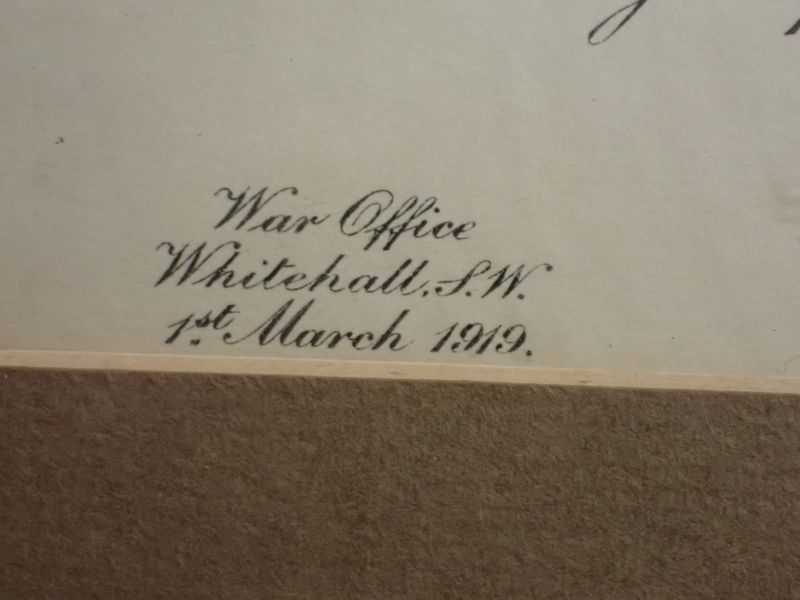 War Office
Whitehall. S.W.
1st. March 1919.